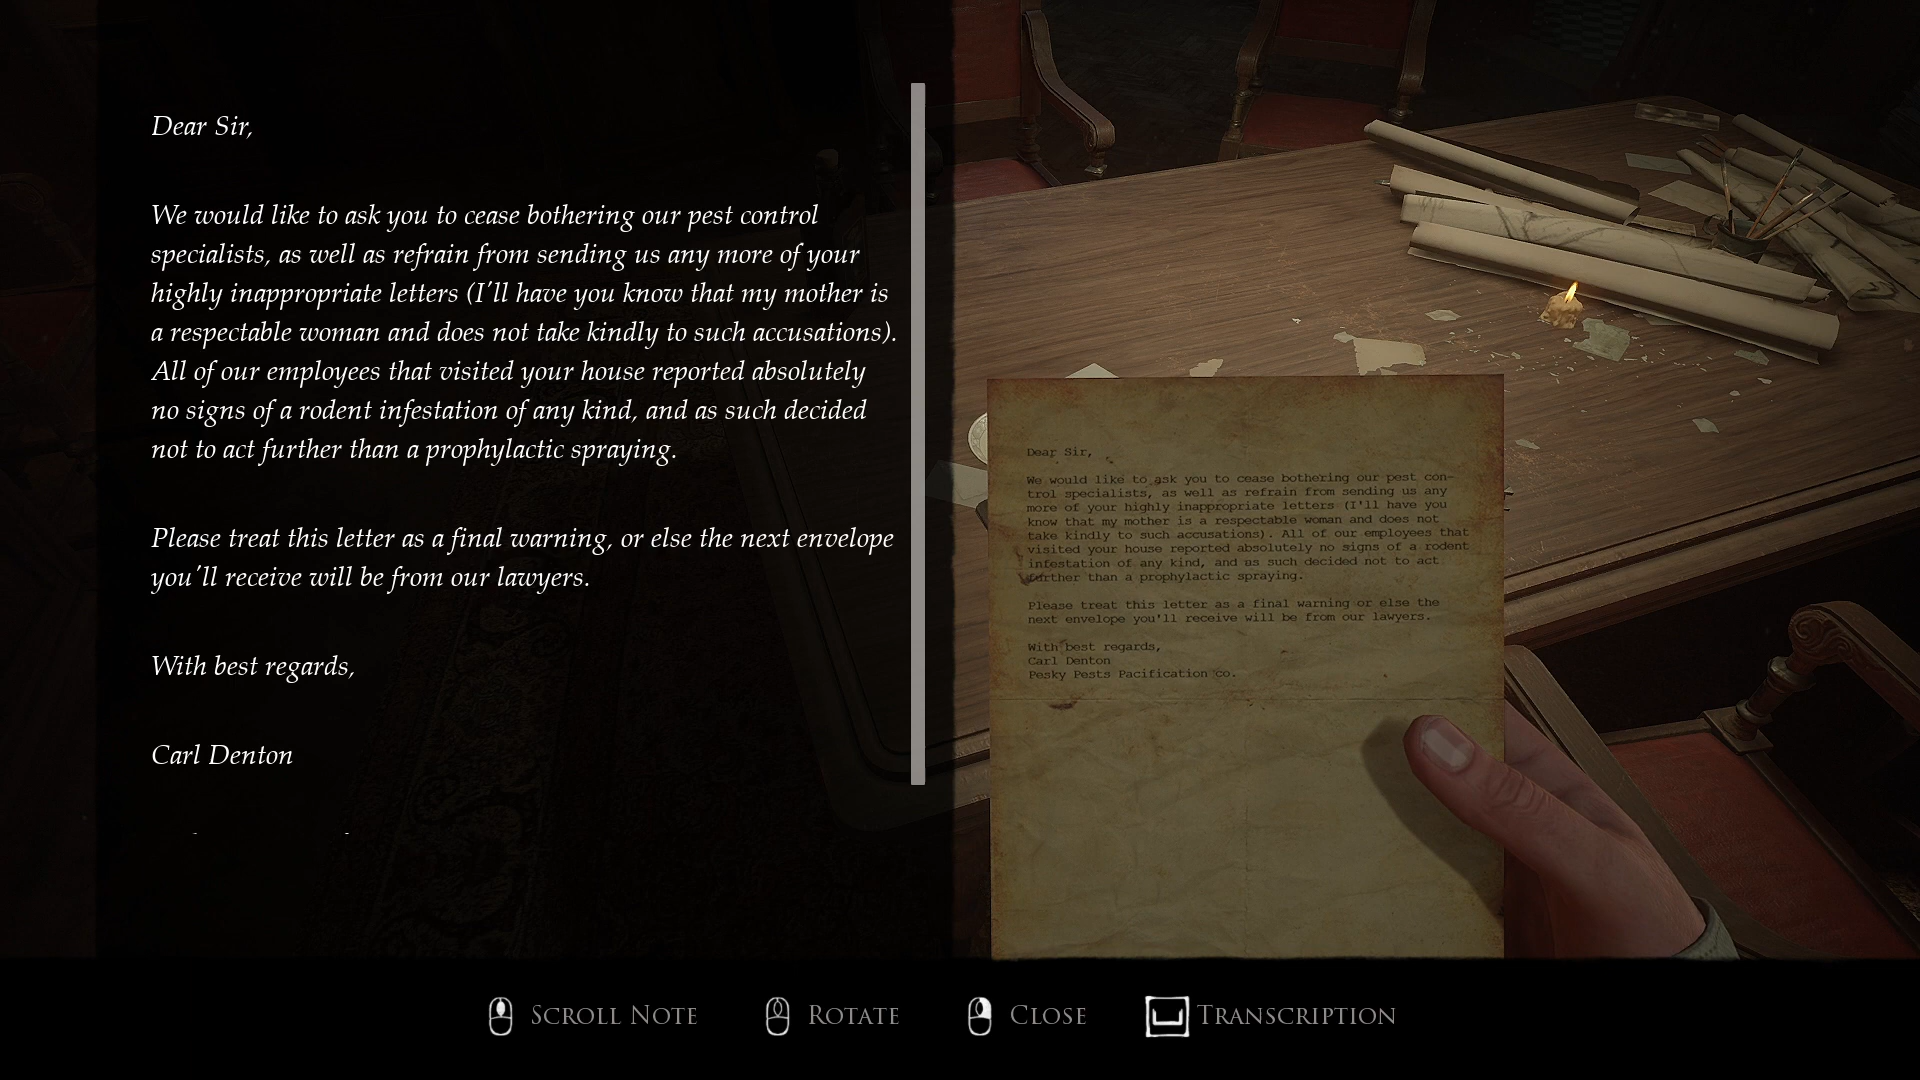 Dear Sir,
We would like to ask you to cease bothering our pest control
specialists, as well as refrain from sending us any more of your
highly inappropriate letters (I'll have you know that my mother is
a respectable woman and does not take kindly to such accusations).
All of our employees that visited your house reported absolutely
no signs of a rodent infestation of any kind, and as such decided
not to act further than a prophylactic spraying.
Please treat this letter as a final warning, or else the next envelope
you'll receive will be from our lawyers.
With best regards,
Carl Denton
Dear Sir,
We would like to ask you to cease bothering our pest con-
trol specialists, as well as refrain from sending us any
more of your highly inappropriate letters (I'll have you
know that my mother is a respectable woman and does not
take kindly to such accusations). All of our employees that
visited your house reported absolutely no signs of a rodent
infestation of any kind, and as such decided not to act
further than a prophylactic spraying.
Please treat this letter as a final warning or else the
next envelope you'll receive will be from our lawyers.
With best regards,
Carl Denton
Pesky Pests Pacification co.
SCROLL NOTE
ROTATE
CLOSE
TRANSCRIPTION